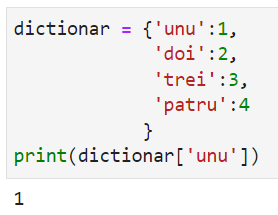 dictionar = {'unu':1,
'doi':2,
'trei':3,
'patru':4
}
print(dictionar['unu'])
1